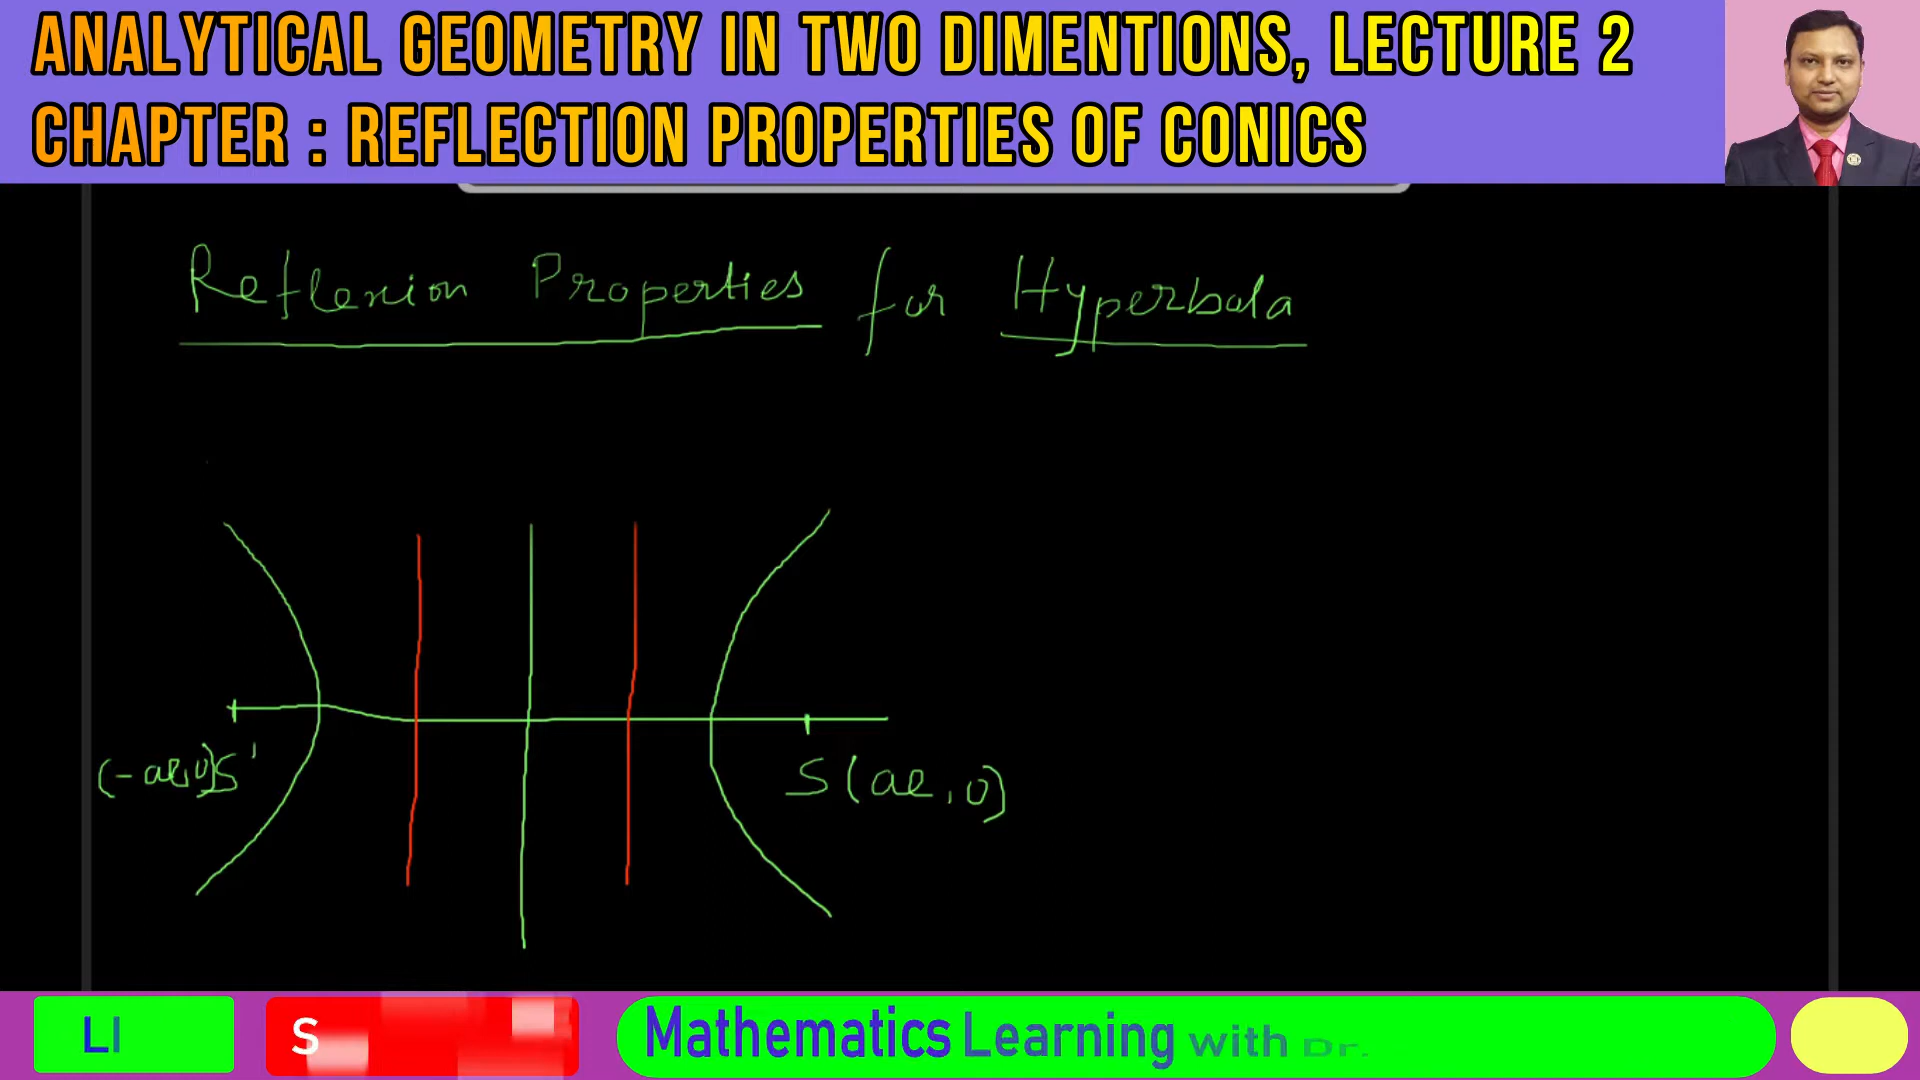 ANALYTICAL GEOMETRY IN TWO DIMENTIONS, LECTURE 2
CHAPTER : REFLECTION PROPERTIES OF CONICS
Reflexion Properties for Hyperbola
(-ae,0)S'
S(ae,0)
LI
S
Mathematics Learning with Dr.